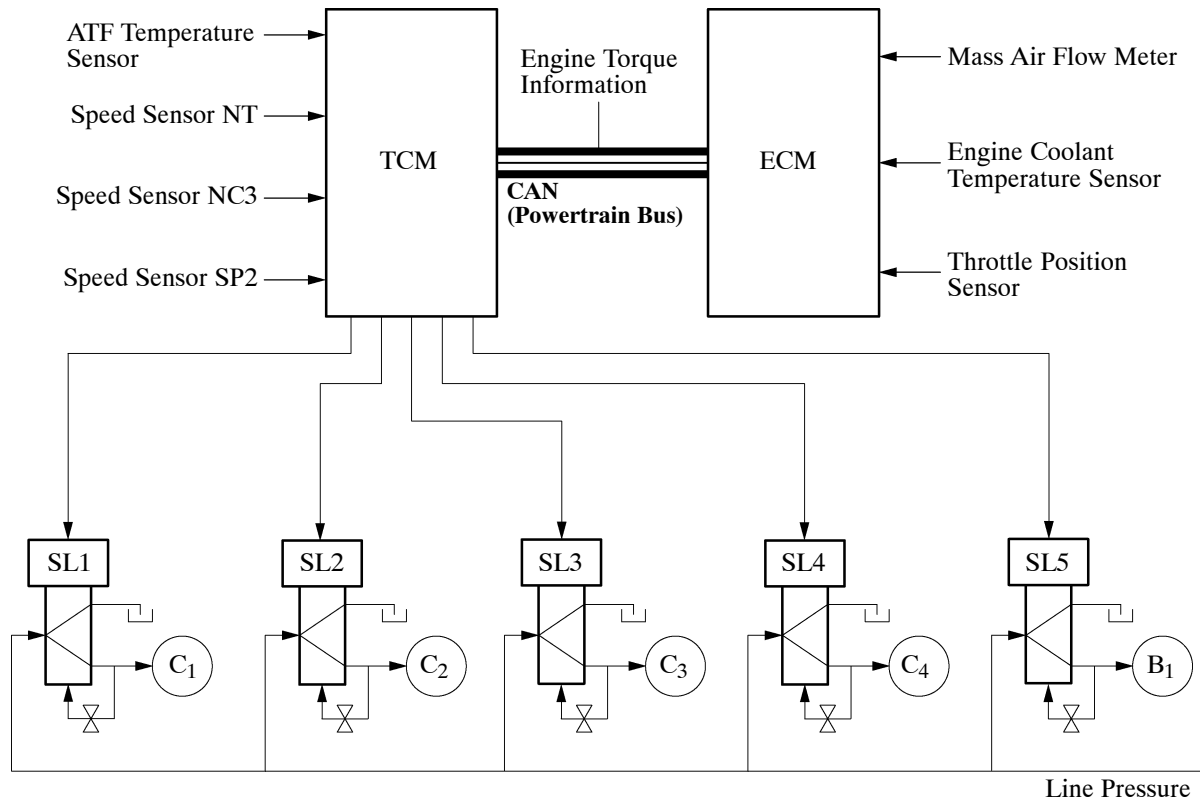 ATF Temperature
Sensor
Speed Sensor NT
Speed Sensor NC3
Speed Sensor SP2
TCM
Engine Torque
Information
CAN
(Powertrain Bus)
ECM
Mass Air Flow Meter
Engine Coolant
Temperature Sensor
Throttle Position
Sensor
SL1
SL2
SL3
SL4
SL5
C1
C2
C3
C4
B1
Line Pressure